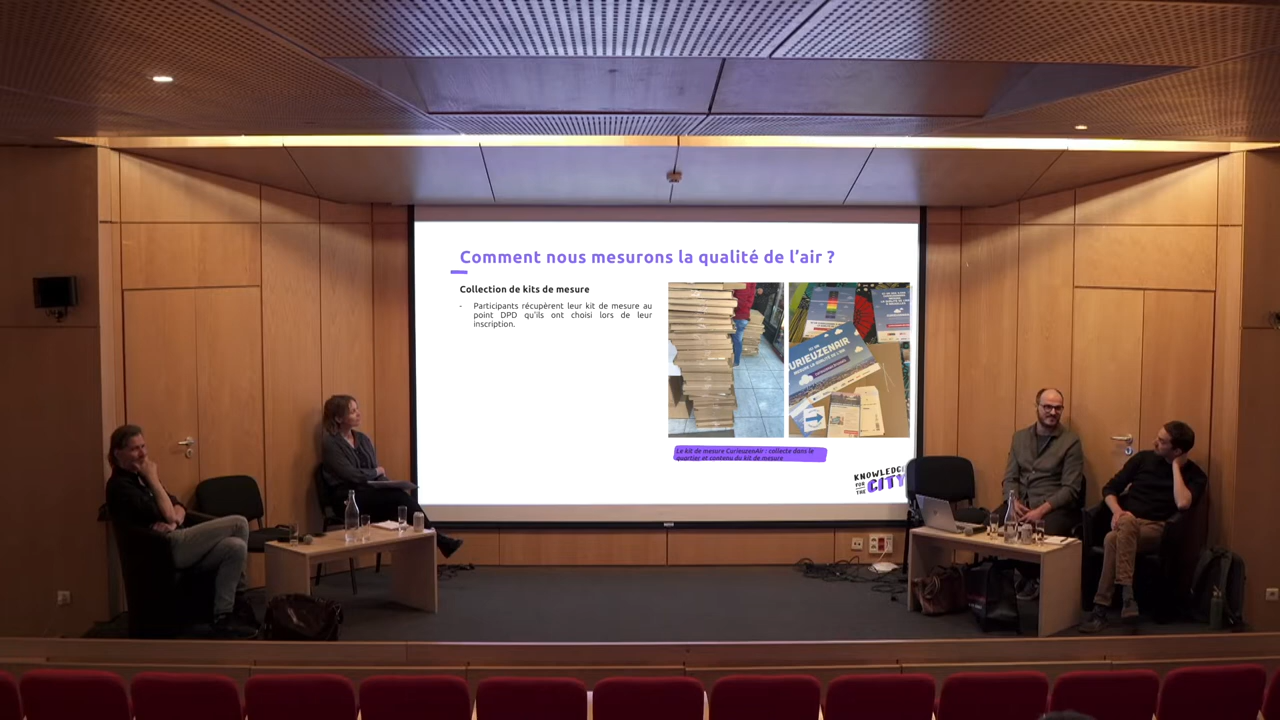 Comment nous mesurons la qualité de l'air ?
Collection de kits de mesure
- Participants récupèrent leur kit de mesure au
point DPD qu'ils ont choisi lors de leur
inscription.
CURIEUZENAIR
Le kit de mesure CurieuzenAir : collecte dans le
quartier et contenu du kit de mesure
KNOWLEDGE
FOR
THE CITY